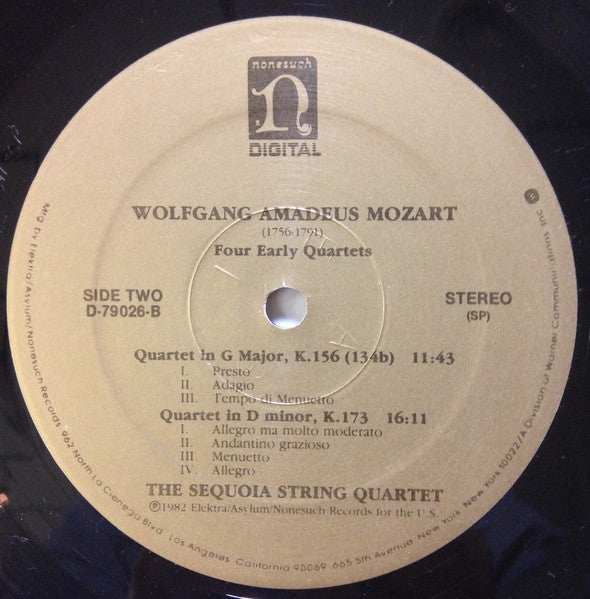 nonesuch
n
DIGITAL
WOLFGANG AMADEUS MOZART
(1756-1791)
Four Early Quartets
SIDE TWO
D-79026-B
STEREO
(SP)
Quartet in G Major, K.156 (134b) 11:43
I. Presto
II. Adagio
III. Tempo di Menuetto
Quartet in D minor, K.173 16:11
I. Allegro ma molto moderato
II. Andantino grazioso
III. Menuetto
IV. Allegro
THE SEQUOIA STRING QUARTET
℗1982 Elektra/Asylum/Nonesuch Records for the U.S.
Mfg by Elektra/Asylum/Nonesuch Records 962 North La Cienega Blvd. Los Angeles, California 90069 665 5th Avenue, New York, New York 10022/A Division of Warner Communications Inc